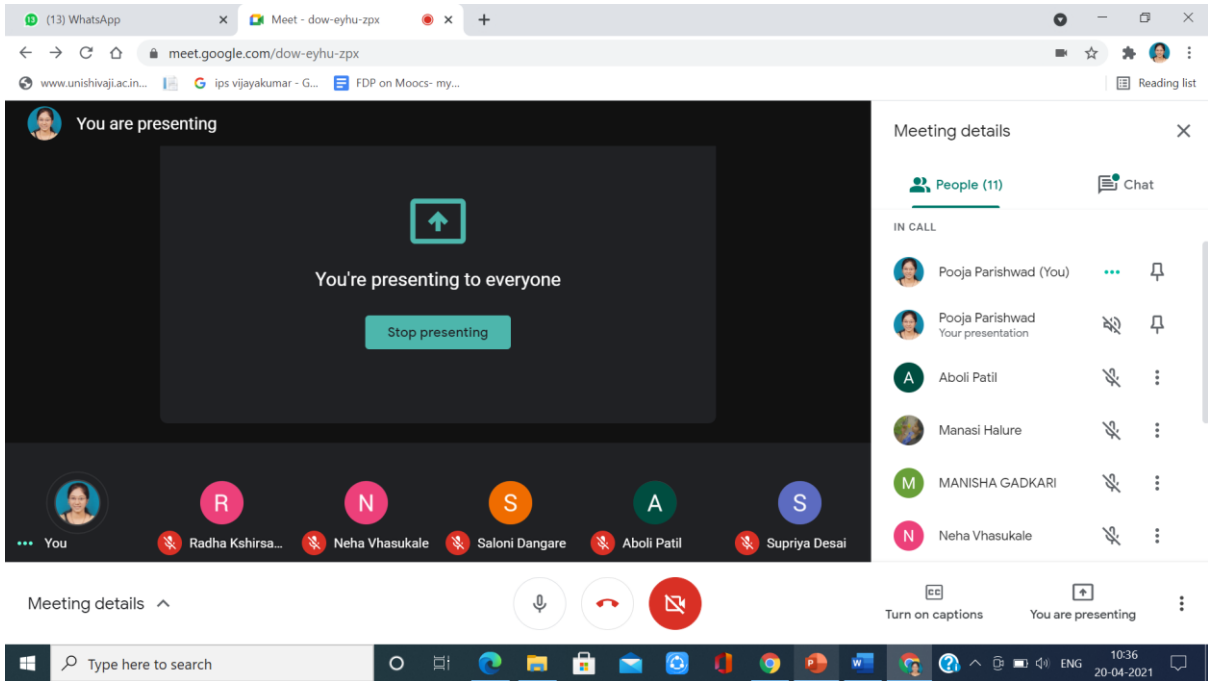 (13) WhatsApp
Meet - dow-eyhu-zpx
meet.google.com/dow-eyhu-zpx
www.unishivaji.ac.in...
G ips vijayakumar - G...
FDP on Moocs- my...
Reading list
You are presenting
You're presenting to everyone
Stop presenting
You
R
Radha Kshirsa...
N
Neha Vhasukale
S
Saloni Dangare
A
Aboli Patil
S
Supriya Desai
Meeting details
People (11)
Chat
IN CALL
Pooja Parishwad (You)
Pooja Parishwad
Your presentation
A
Aboli Patil
Manasi Halure
M
MANISHA GADKARI
N
Neha Vhasukale
Meeting details
CC
Turn on captions
You are presenting
Type here to search
ENG
10:36
20-04-2021